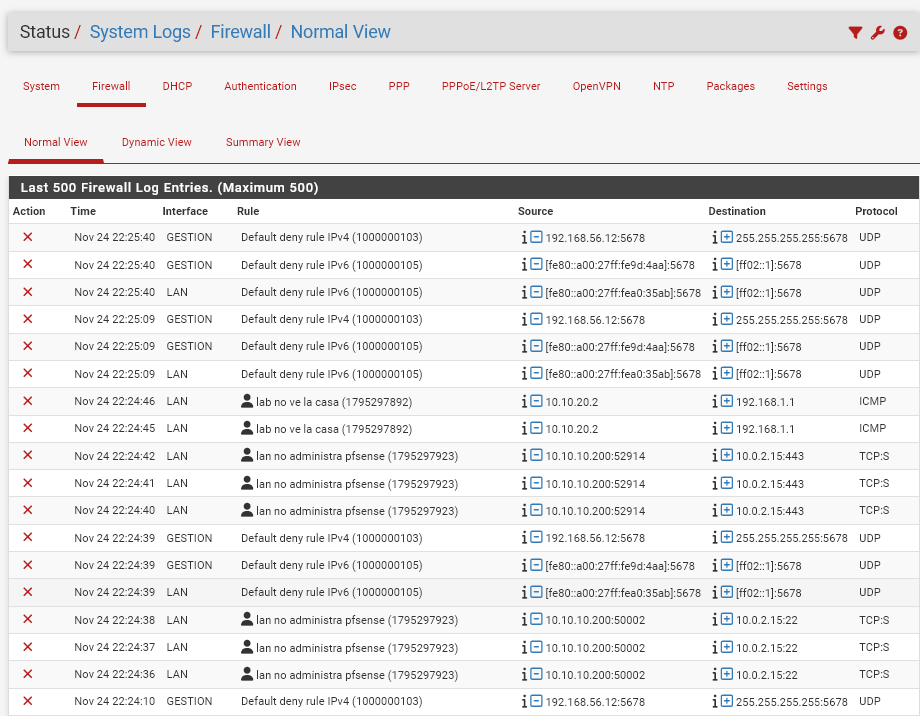 Status / System Logs / Firewall / Normal View
System Firewall DHCP Authentication IPsec PPP PPPoE/L2TP Server OpenVPN NTP Packages Settings
Normal View Dynamic View Summary View
Last 500 Firewall Log Entries. (Maximum 500)
Action Time Interface Rule Source Destination Protocol
Nov 24 22:25:40 GESTION Default deny rule IPv4 (1000000103) 192.168.56.12:5678 255.255.255.255:5678 UDP
Nov 24 22:25:40 GESTION Default deny rule IPv6 (1000000105) [fe80::a00:27ff:fe9d:4aa]:5678 [ff02::1]:5678 UDP
Nov 24 22:25:40 LAN Default deny rule IPv6 (1000000105) [fe80::a00:27ff:fea0:35ab]:5678 [ff02::1]:5678 UDP
Nov 24 22:25:09 GESTION Default deny rule IPv4 (1000000103) 192.168.56.12:5678 255.255.255.255:5678 UDP
Nov 24 22:25:09 GESTION Default deny rule IPv6 (1000000105) [fe80::a00:27ff:fe9d:4aa]:5678 [ff02::1]:5678 UDP
Nov 24 22:25:09 LAN Default deny rule IPv6 (1000000105) [fe80::a00:27ff:fea0:35ab]:5678 [ff02::1]:5678 UDP
Nov 24 22:24:46 LAN lab no ve la casa (1795297892) 10.10.20.2 192.168.1.1 ICMP
Nov 24 22:24:45 LAN lab no ve la casa (1795297892) 10.10.20.2 192.168.1.1 ICMP
Nov 24 22:24:42 LAN lan no administra pfsense (1795297923) 10.10.10.200:52914 10.0.2.15:443 TCP:S
Nov 24 22:24:41 LAN lan no administra pfsense (1795297923) 10.10.10.200:52914 10.0.2.15:443 TCP:S
Nov 24 22:24:40 LAN lan no administra pfsense (1795297923) 10.10.10.200:52914 10.0.2.15:443 TCP:S
Nov 24 22:24:39 GESTION Default deny rule IPv4 (1000000103) 192.168.56.12:5678 255.255.255.255:5678 UDP
Nov 24 22:24:39 GESTION Default deny rule IPv6 (1000000105) [fe80::a00:27ff:fe9d:4aa]:5678 [ff02::1]:5678 UDP
Nov 24 22:24:39 LAN Default deny rule IPv6 (1000000105) [fe80::a00:27ff:fea0:35ab]:5678 [ff02::1]:5678 UDP
Nov 24 22:24:38 LAN lan no administra pfsense (1795297923) 10.10.10.200:50002 10.0.2.15:22 TCP:S
Nov 24 22:24:37 LAN lan no administra pfsense (1795297923) 10.10.10.200:50002 10.0.2.15:22 TCP:S
Nov 24 22:24:36 LAN lan no administra pfsense (1795297923) 10.10.10.200:50002 10.0.2.15:22 TCP:S
Nov 24 22:24:10 GESTION Default deny rule IPv4 (1000000103) 192.168.56.12:5678 255.255.255.255:5678 UDP